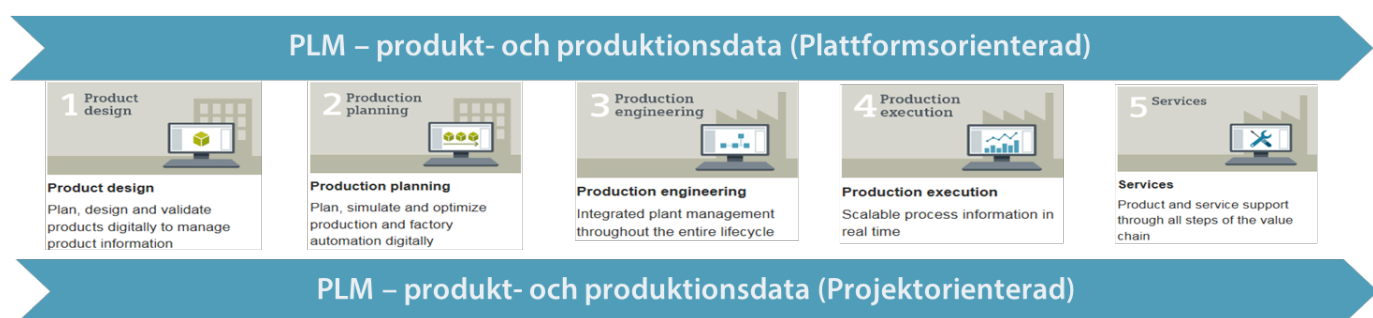 PLM – produkt- och produktionsdata (Plattformsorienterad)
1 Product
design
Product design
Plan, design and validate
products digitally to manage
product information
2 Production
planning
Production planning
Plan, simulate and optimize
production and factory
automation digitally
3 Production
engineering
Production engineering
Integrated plant management
throughout the entire lifecycle
4 Production
execution
Production execution
Scalable process information in
real time
5 Services
Services
Product and service support
through all steps of the value
chain
PLM – produkt- och produktionsdata (Projektorienterad)